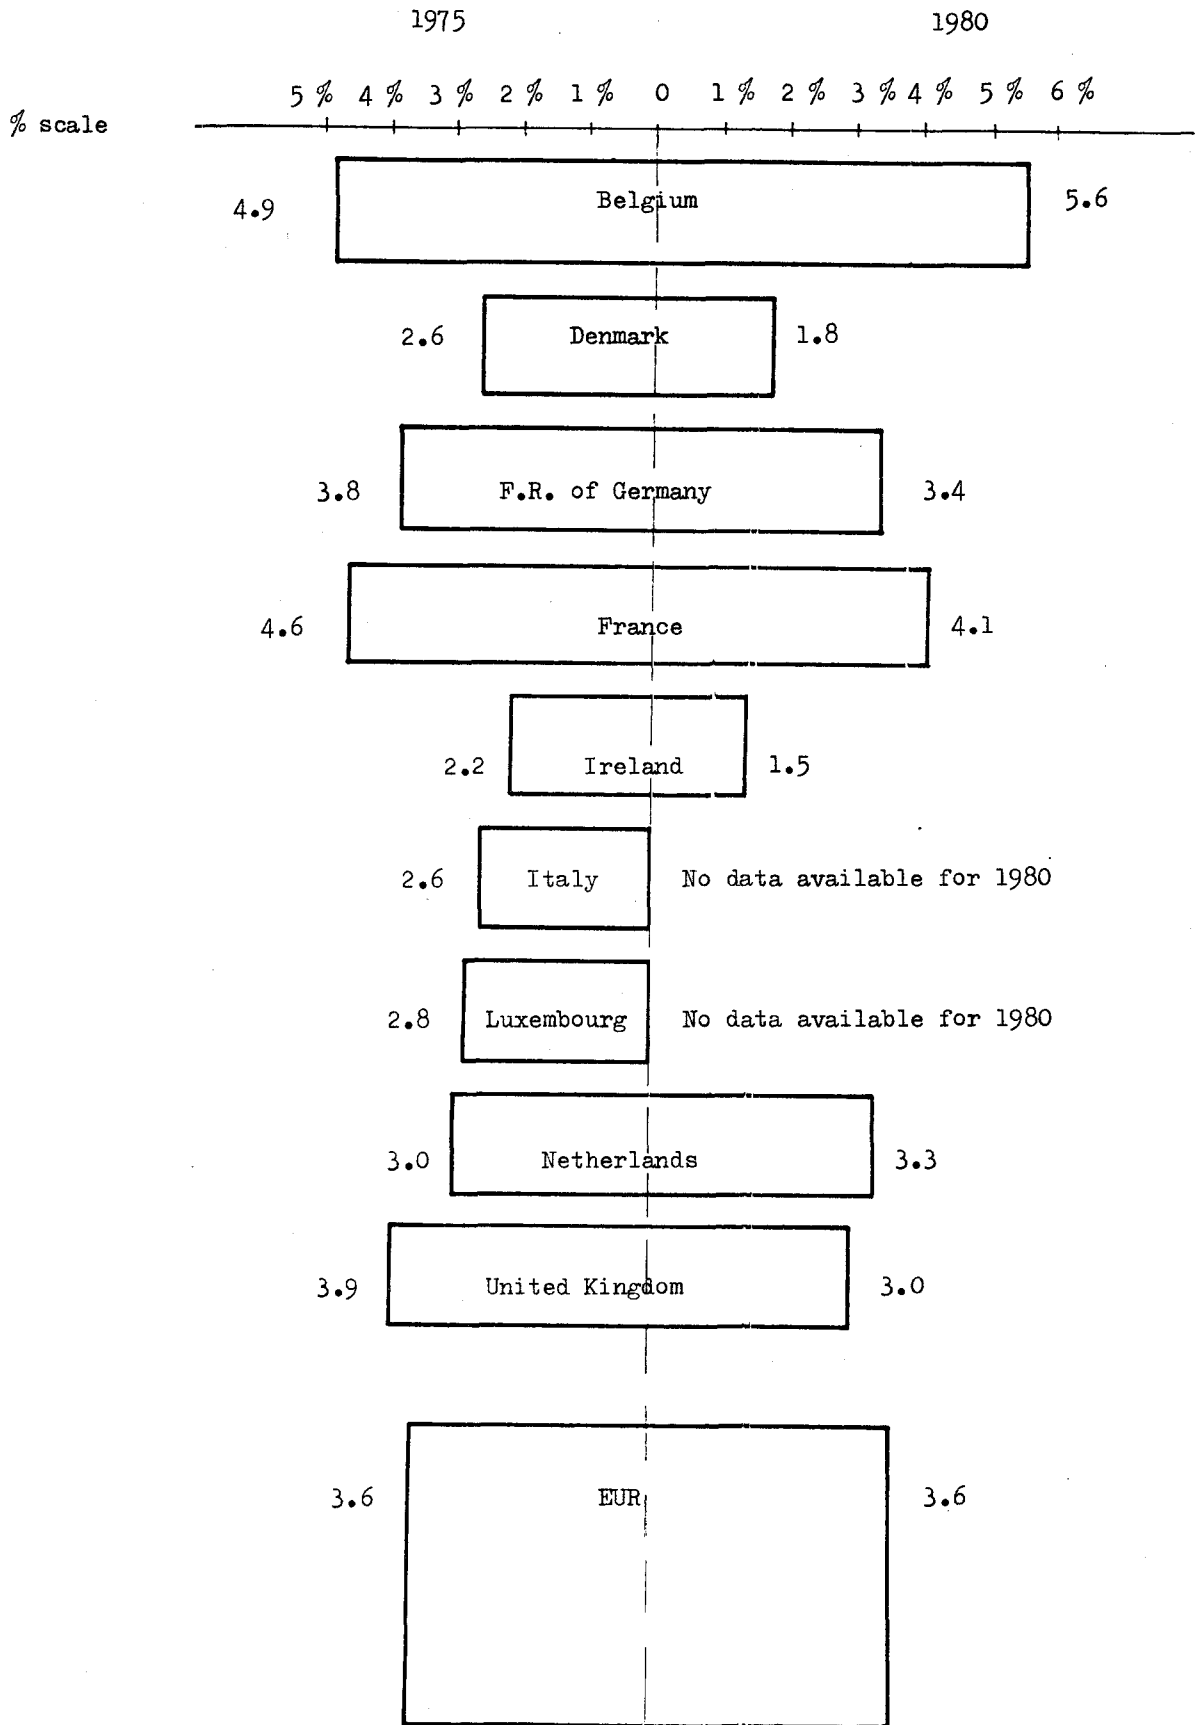 1975 1980
5 % 4 % 3 % 2 % 1 % 0 1 % 2 % 3 % 4 % 5 % 6 %
% scale
4.9 Belgium 5.6
2.6 Denmark 1.8
3.8 F.R. of Germany 3.4
4.6 France 4.1
2.2 Ireland 1.5
2.6 Italy No data available for 1980
2.8 Luxembourg No data available for 1980
3.0 Netherlands 3.3
3.9 United Kingdom 3.0
3.6 EUR 3.6